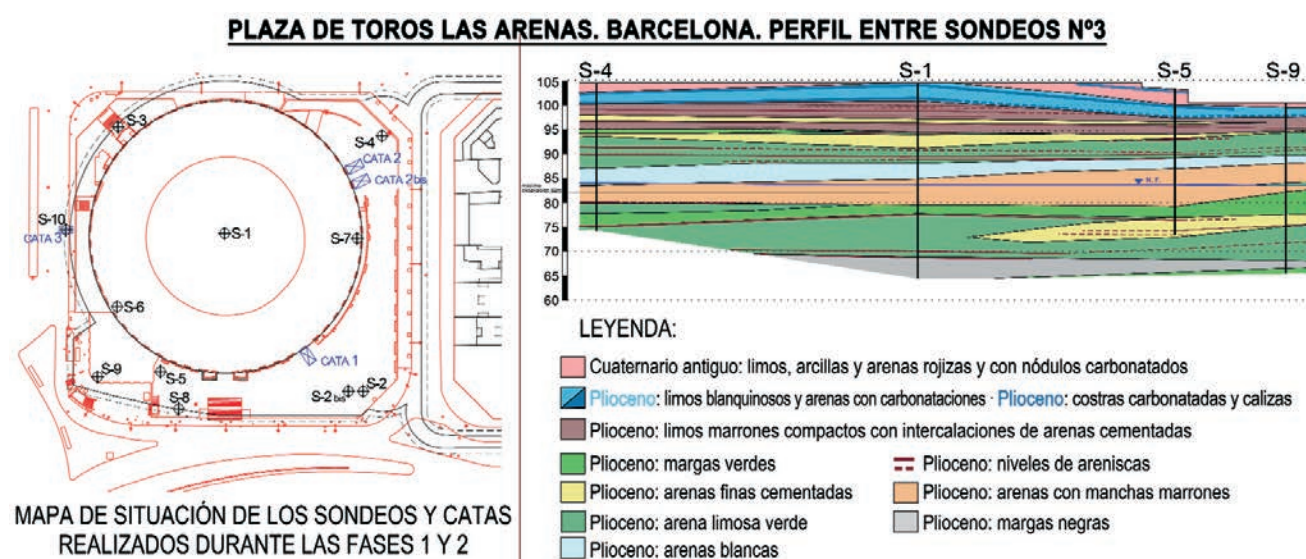 PLAZA DE TOROS LAS ARENAS. BARCELONA. PERFIL ENTRE SONDEOS Nº3
S-3
S-4
CATA 2
CATA 2 bis
S-10
CATA 3
S-1
S-7
S-6
CATA 1
S-9
S-5
S-2
S-2 bis
S-8
MAPA DE SITUACIÓN DE LOS SONDEOS Y CATAS
REALIZADOS DURANTE LAS FASES 1 Y 2
S-4 S-1 S-5 S-9
105
100
95
90
85
N.F.
80
75
70
65
60
LEYENDA:
Cuaternario antiguo: limos, arcillas y arenas rojizas y con nódulos carbonatados
Plioceno: limos blanquinosos y arenas con carbonataciones · Plioceno: costras carbonatadas y calizas
Plioceno: limos marrones compactos con intercalaciones de arenas cementadas
Plioceno: margas verdes
Plioceno: arenas finas cementadas
Plioceno: arena limosa verde
Plioceno: arenas blancas
Plioceno: niveles de areniscas
Plioceno: arenas con manchas marrones
Plioceno: margas negras